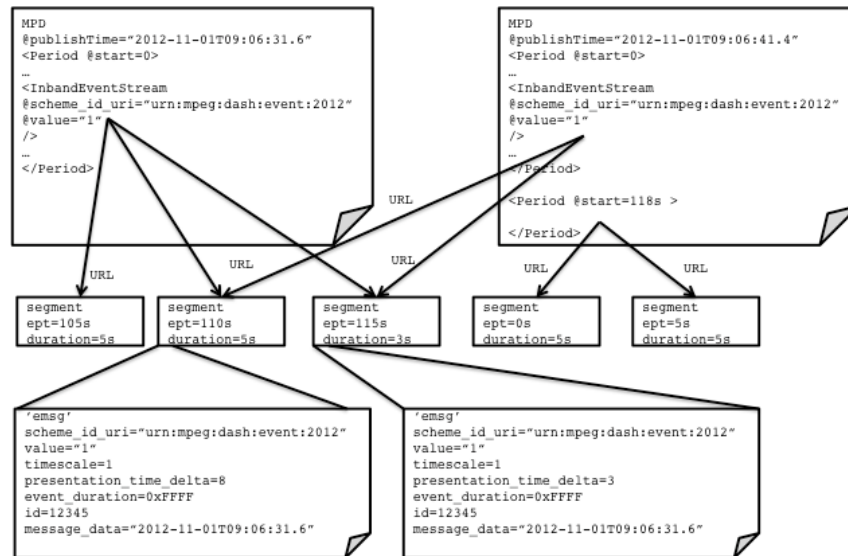 MPD
@publishTime=“2012-11-01T09:06:31.6”
<Period @start=0>
…
<InbandEventStream
@scheme_id_uri=“urn:mpeg:dash:event:2012”
@value=“1”
/>
…
</Period>
MPD
@publishTime=“2012-11-01T09:06:41.4”
<Period @start=0>
…
<InbandEventStream
@scheme_id_uri=“urn:mpeg:dash:event:2012”
@value=“1”
/>
…
</Period>
<Period @start=118s >
</Period>
URL
URL
URL
URL
URL
URL
segment
ept=105s
duration=5s
segment
ept=110s
duration=5s
segment
ept=115s
duration=3s
segment
ept=0s
duration=5s
segment
ept=5s
duration=5s
‘emsg’
scheme_id_uri=“urn:mpeg:dash:event:2012”
value=“1”
timescale=1
presentation_time_delta=8
event_duration=0xFFFF
id=12345
message_data=“2012-11-01T09:06:31.6”
‘emsg’
scheme_id_uri=“urn:mpeg:dash:event:2012”
value=“1”
timescale=1
presentation_time_delta=3
event_duration=0xFFFF
id=12345
message_data=“2012-11-01T09:06:31.6”